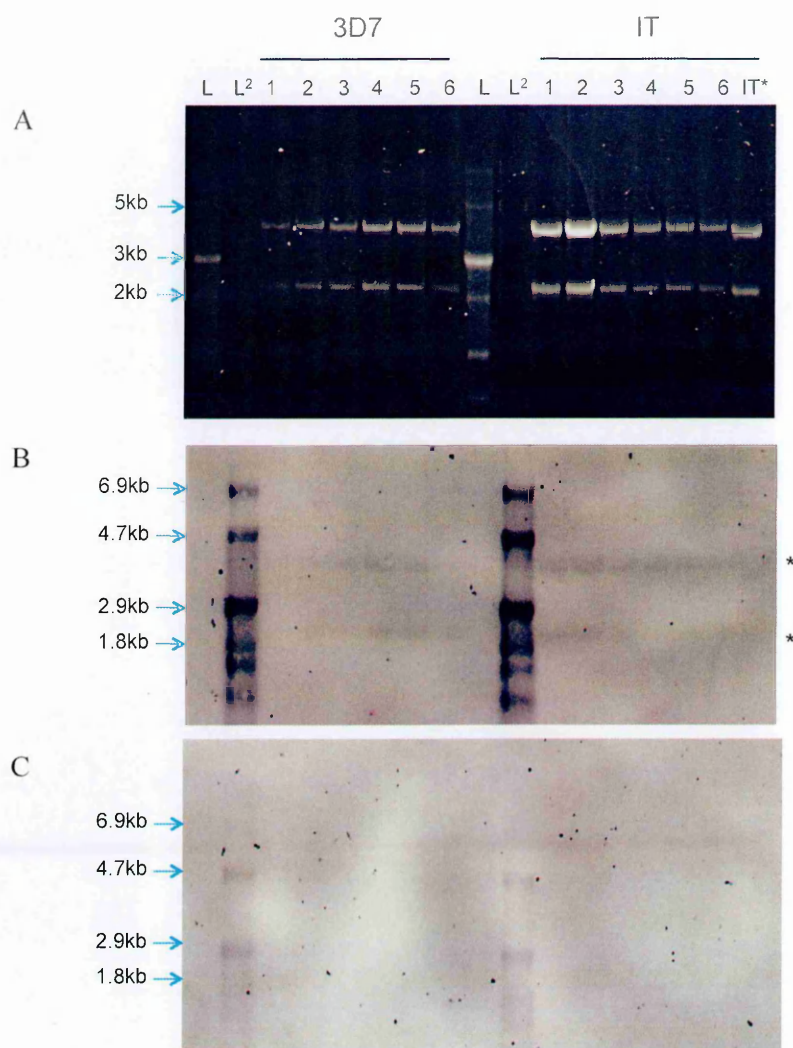 3D7 IT
L L² 1 2 3 4 5 6 L L² 1 2 3 4 5 6 IT*
A
5kb
3kb
2kb
B
6.9kb
4.7kb
*
2.9kb
1.8kb
*
C
6.9kb
4.7kb
2.9kb
1.8kb